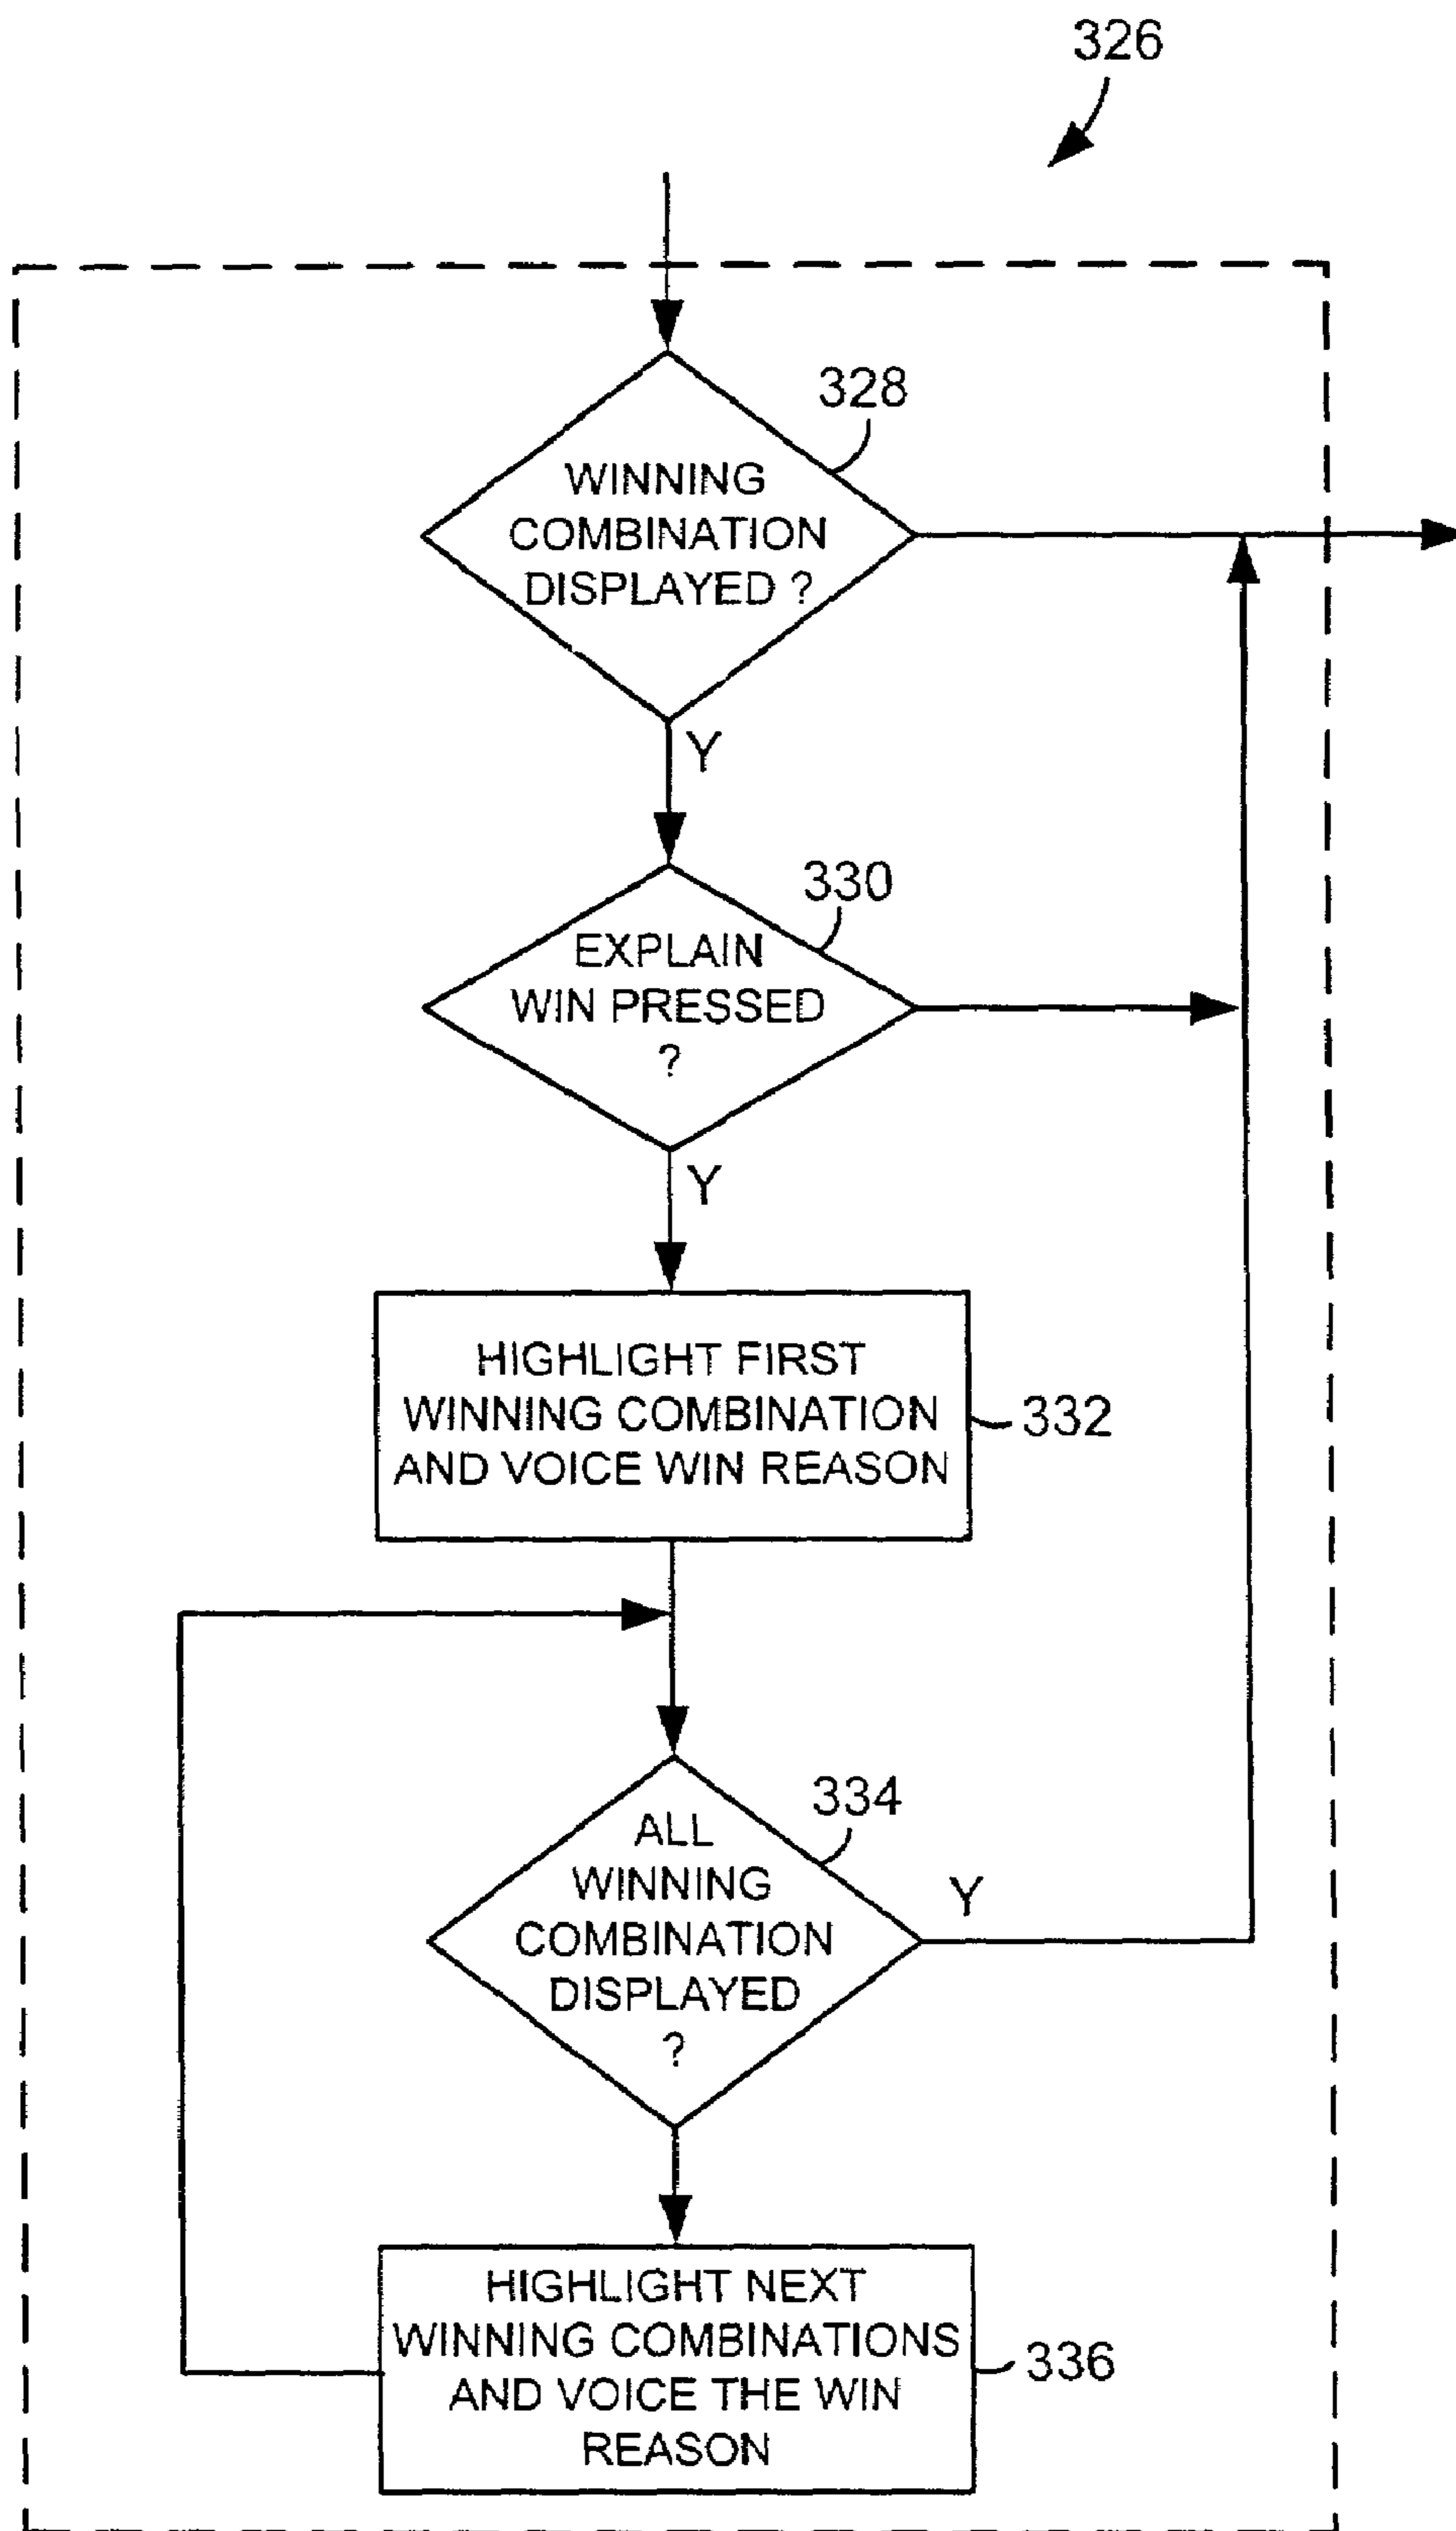 326
328
WINNING
COMBINATION
DISPLAYED ?
Y
330
EXPLAIN
WIN PRESSED
?
Y
HIGHLIGHT FIRST
WINNING COMBINATION
AND VOICE WIN REASON
332
334
ALL
WINNING
COMBINATION
DISPLAYED
?
Y
HIGHLIGHT NEXT
WINNING COMBINATIONS
AND VOICE THE WIN
REASON
336